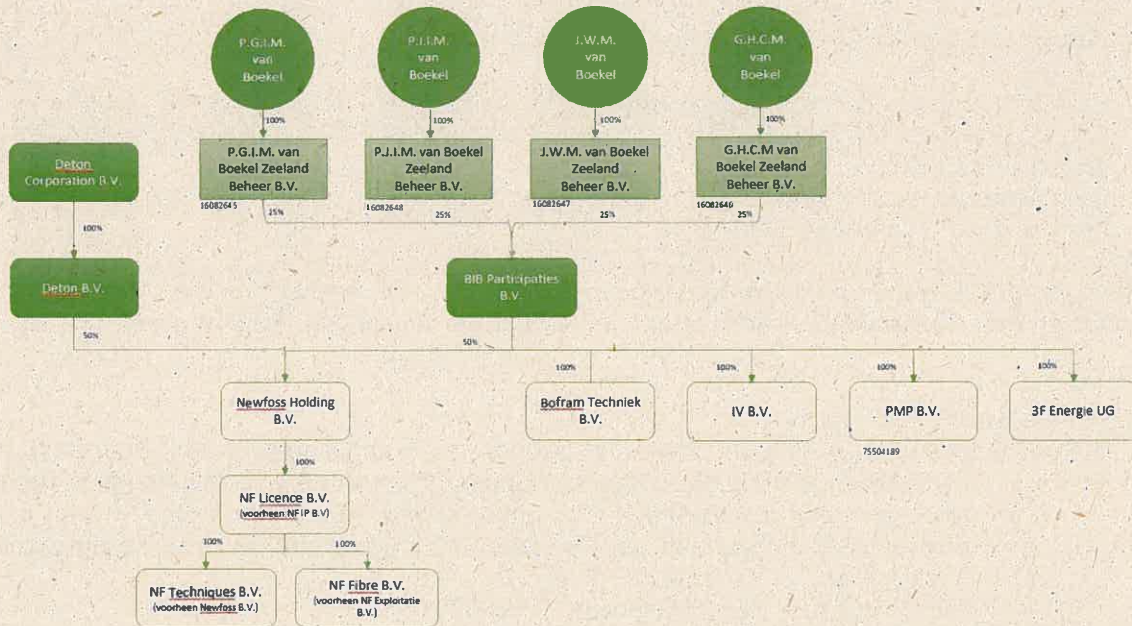 P.G.I.M.
van
Boekel
P.J.I.M.
van
Boekel
J.W.M.
van
Boekel
G.H.C.M.
van
Boekel
100%
100%
100%
100%
Deton
Corporation B.V.
P.G.I.M. van
Boekel Zeeland
Beheer B.V.
P.J.I.M. van Boekel
Zeeland
Beheer B.V.
J.W.M. van Boekel
Zeeland
Beheer B.V.
G.H.C.M van
Boekel Zeeland
Beheer B.V.
16082645
16082648
16082647
16082646
25%
25%
25%
25%
100%
Deton B.V.
BIB Participaties
B.V.
50%
50%
100%
100%
100%
100%
Newfoss Holding
B.V.
Bofram Techniek
B.V.
IV B.V.
PMP B.V.
3F Energie UG
75504189
100%
NF Licence B.V.
(voorheen NF IP B.V)
100%
100%
NF Techniques B.V.
(voorheen Newfoss B.V.)
NF Fibre B.V.
(voorheen NF Exploitatie
B.V.)